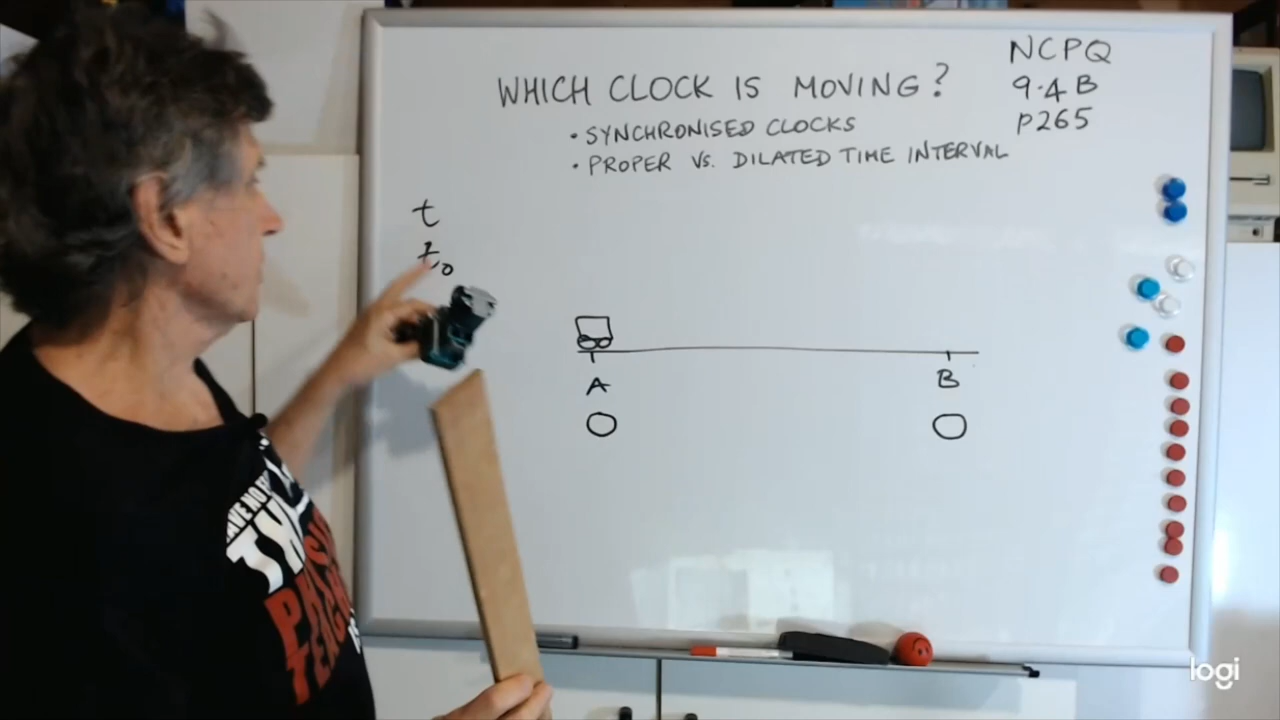 WHICH CLOCK IS MOVING?
• SYNCHRONISED CLOCKS
• PROPER VS. DILATED TIME INTERVAL
NCPQ
9.4B
P265
t
t₀
A
B
logi